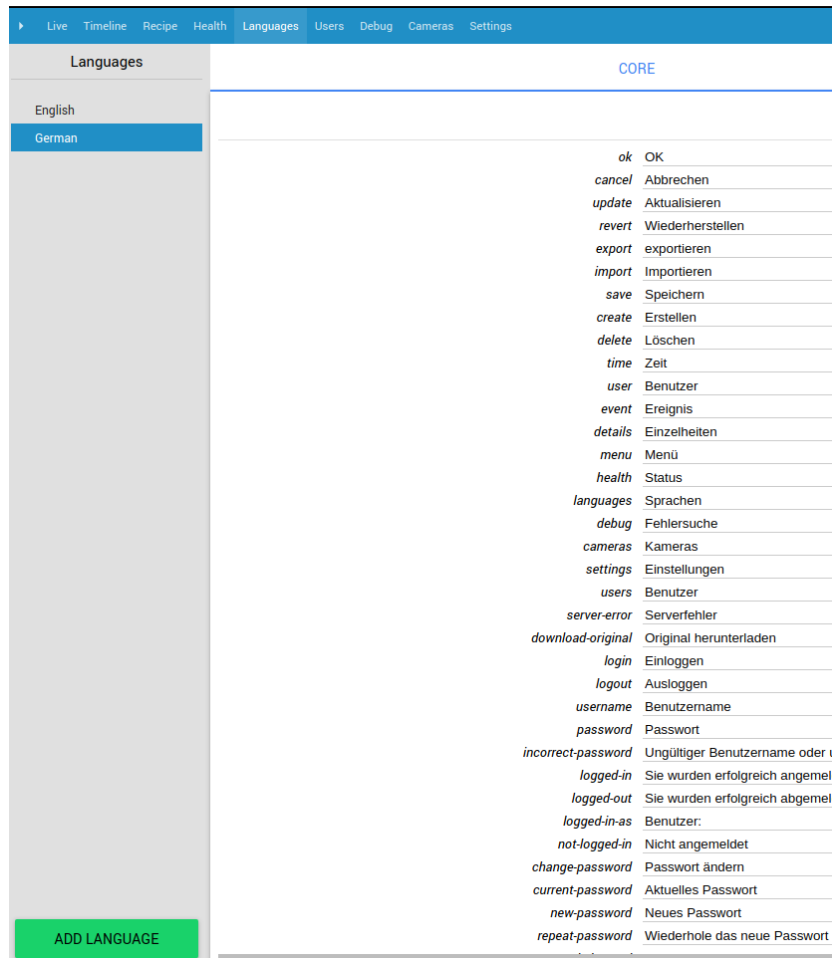 Live Timeline Recipe Health Languages Users Debug Cameras Settings
Languages
English
German
ADD LANGUAGE
CORE
ok OK
cancel Abbrechen
update Aktualisieren
revert Wiederherstellen
export exportieren
import Importieren
save Speichern
create Erstellen
delete Löschen
time Zeit
user Benutzer
event Ereignis
details Einzelheiten
menu Menü
health Status
languages Sprachen
debug Fehlersuche
cameras Kameras
settings Einstellungen
users Benutzer
server-error Serverfehler
download-original Original herunterladen
login Einloggen
logout Ausloggen
username Benutzername
password Passwort
incorrect-password Ungültiger Benutzername oder
logged-in Sie wurden erfolgreich angemel
logged-out Sie wurden erfolgreich abgemel
logged-in-as Benutzer:
not-logged-in Nicht angemeldet
change-password Passwort ändern
current-password Aktuelles Passwort
new-password Neues Passwort
repeat-password Wiederhole das neue Passwort